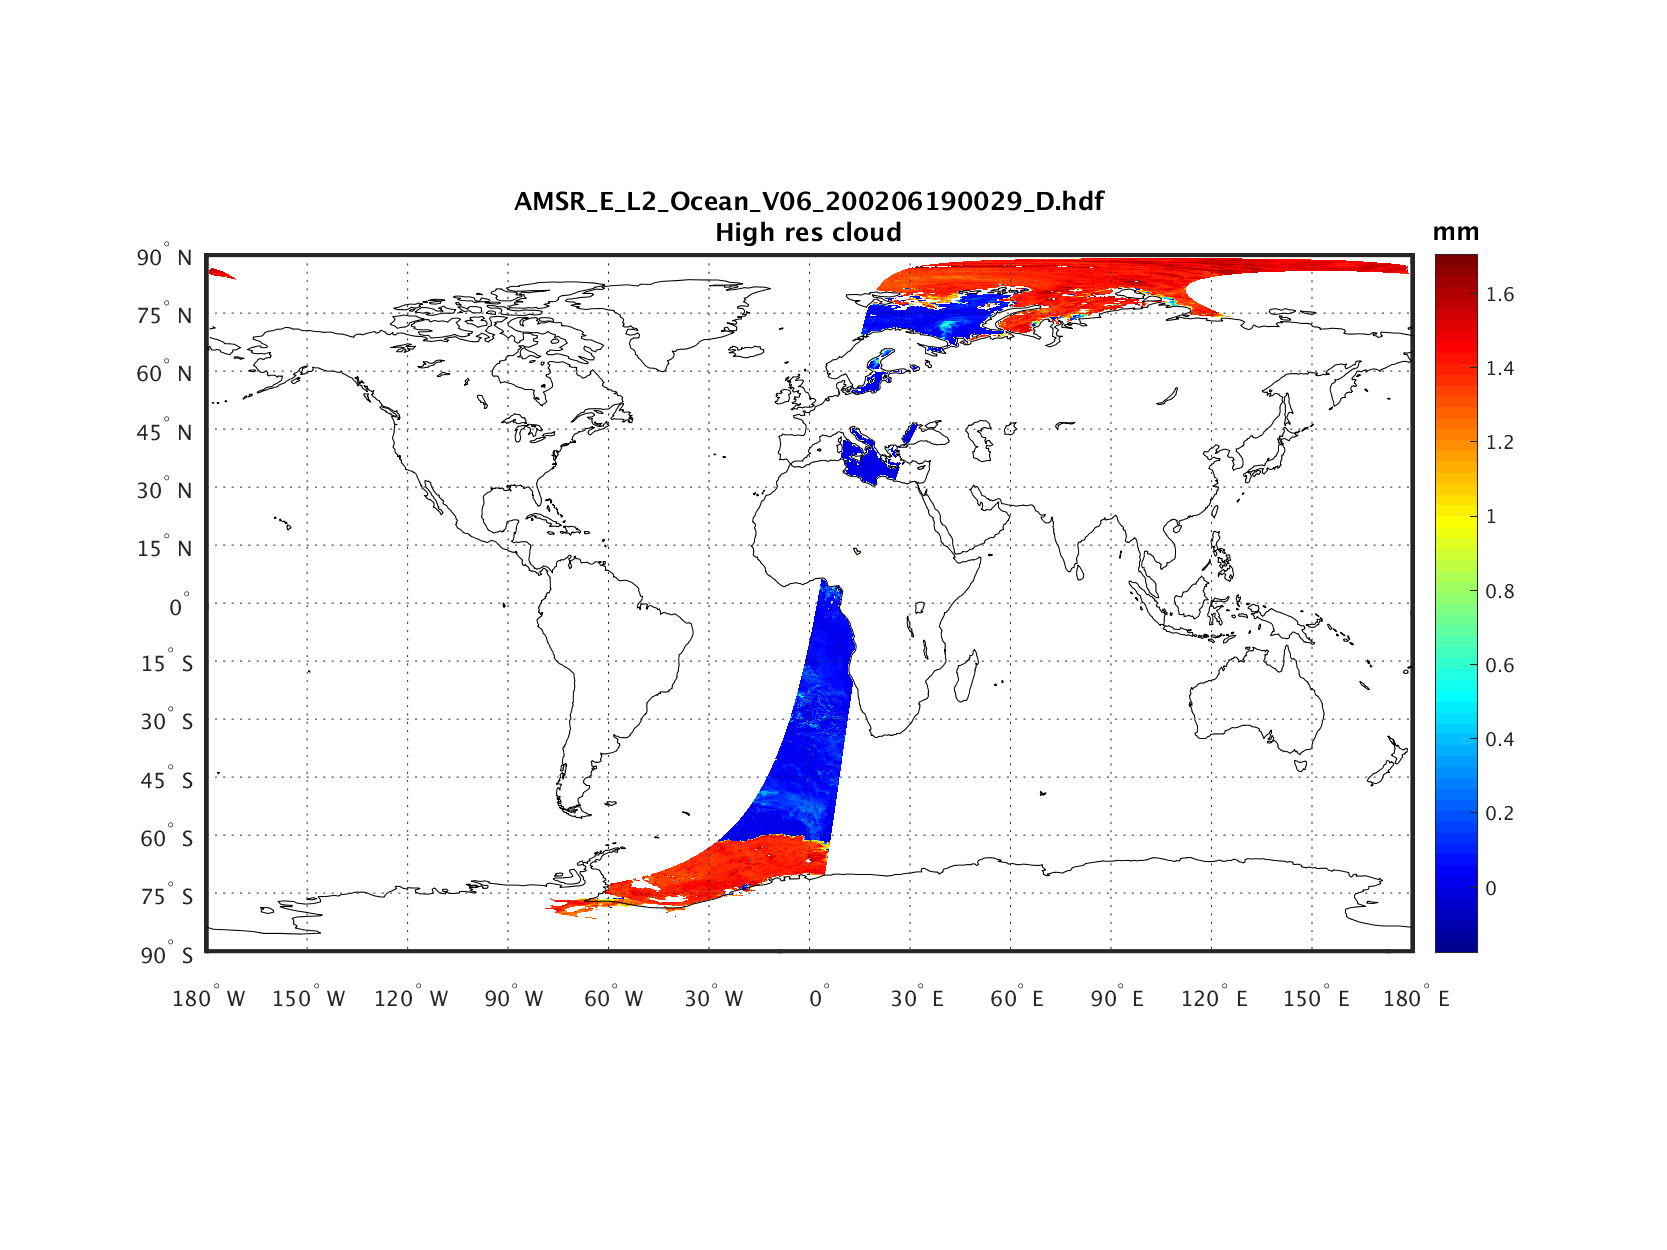 AMSR_E_L2_Ocean_V06_200206190029_D.hdf
High res cloud
mm
90° N
75° N
60° N
45° N
30° N
15° N
0°
15° S
30° S
45° S
60° S
75° S
90° S
180° W 150° W 120° W 90° W 60° W 30° W 0° 30° E 60° E 90° E 120° E 150° E 180° E
1.6
1.4
1.2
1
0.8
0.6
0.4
0.2
0